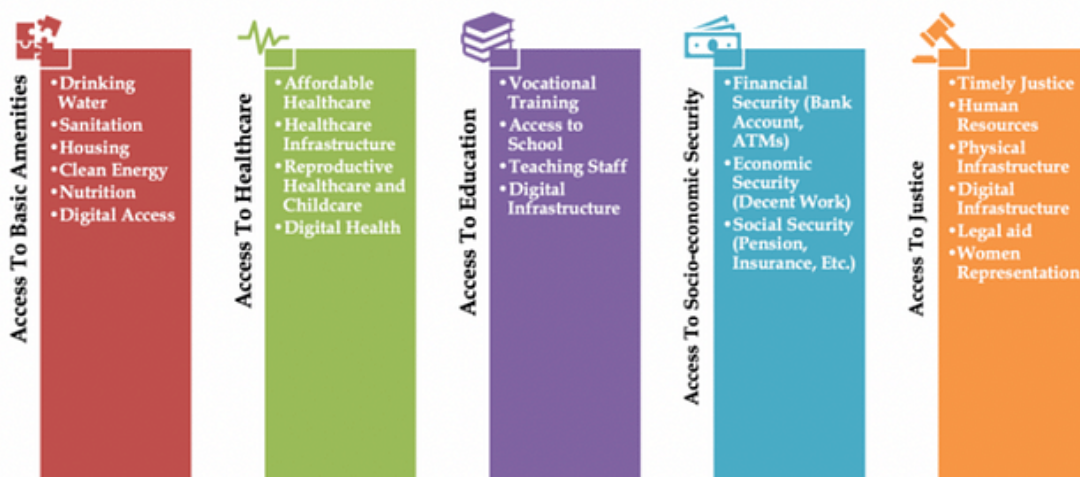 Access To Basic Amenities
•Drinking
Water
•Sanitation
•Housing
•Clean Energy
•Nutrition
•Digital Access
Access To Healthcare
•Affordable
Healthcare
•Healthcare
Infrastructure
•Reproductive
Healthcare and
Childcare
•Digital Health
Access To Education
•Vocational
Training
•Access to
School
•Teaching Staff
•Digital
Infrastructure
Access To Socio-economic Security
•Financial
Security (Bank
Account,
ATMs)
•Economic
Security
(Decent Work)
•Social Security
(Pension,
Insurance, Etc.)
Access To Justice
•Timely Justice
•Human
Resources
•Physical
Infrastructure
•Digital
Infrastructure
•Legal aid
•Women
Representation